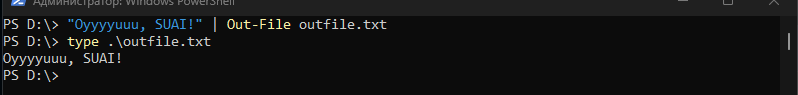 Администратор: Windows PowerShell
PS D:\> "Oyyyyuuu, SUAI!" | Out-File outfile.txt
PS D:\> type .\outfile.txt
Oyyyyuuu, SUAI!
PS D:\>